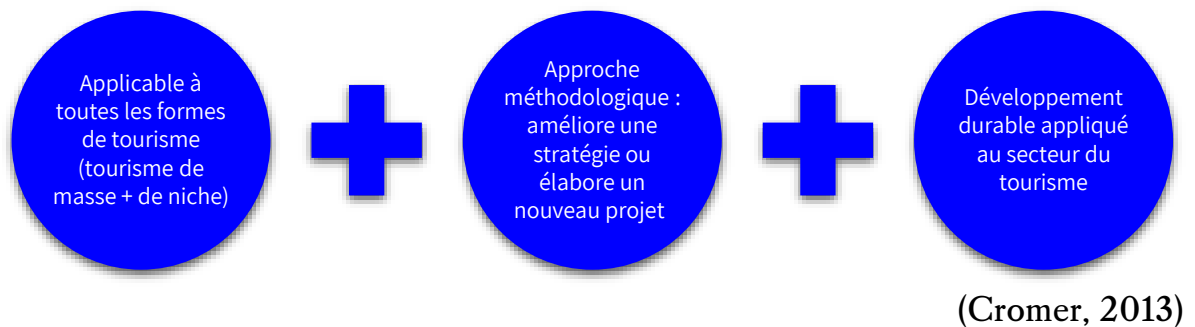 Applicable à
toutes les formes
de tourisme
(tourisme de
masse + de niche)
Approche
méthodologique :
améliore une
stratégie ou
élabore un
nouveau projet
Développement
durable appliqué
au secteur du
tourisme
(Cromer, 2013)